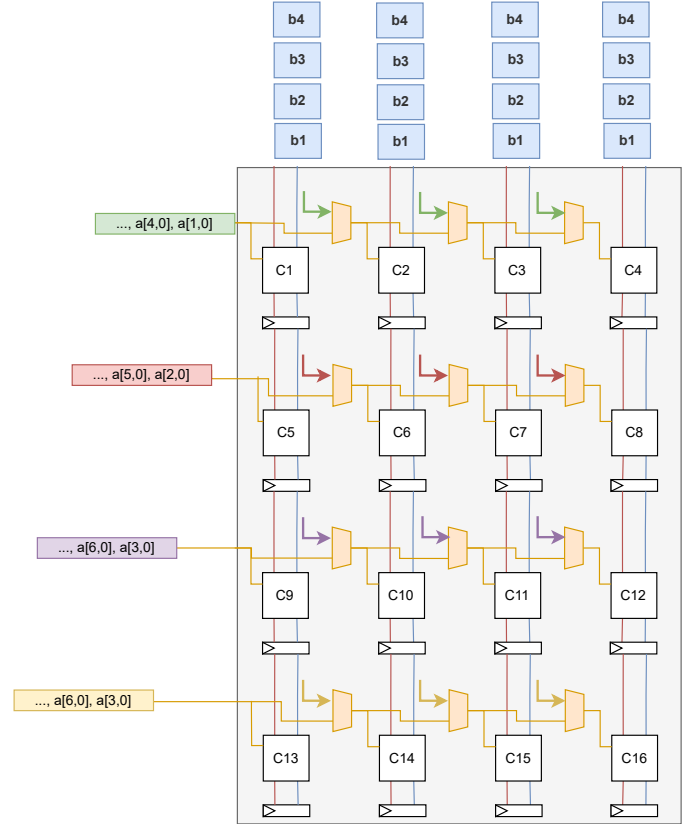 b4 b4 b4 b4
b3 b3 b3 b3
b2 b2 b2 b2
b1 b1 b1 b1
..., a[4,0], a[1,0]
C1 C2 C3 C4
..., a[5,0], a[2,0]
C5 C6 C7 C8
..., a[6,0], a[3,0]
C9 C10 C11 C12
..., a[6,0], a[3,0]
C13 C14 C15 C16